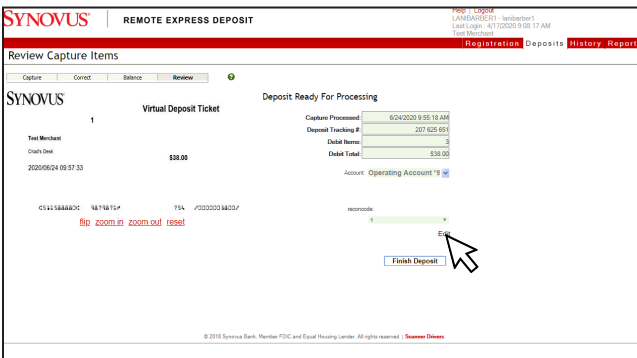 SYNOVUS® REMOTE EXPRESS DEPOSIT
Help | Logout
LANIBARBER1 - lanibarber1
Last Login : 4/17/2020 9:08:17 AM
Test Merchant
Registration Deposits History Report
Review Capture Items
Capture Correct Balance Review ?
SYNOVUS® Deposit Ready For Processing
Virtual Deposit Ticket
1
Capture Processed: 6/24/2020 9:55:18 AM
Deposit Tracking #: 207 625 651
Test Merchant
Debit Items: 3
Chad's Desk
$38.00
Debit Total: $38.00
2020/06/24 09:57:33
Account: Operating Account *9
reconcode:
1
flip zoom in zoom out reset
Edit
Finish Deposit
© 2018 Synovus Bank, Member FDIC and Equal Housing Lender. All rights reserved. | Scanner Drivers